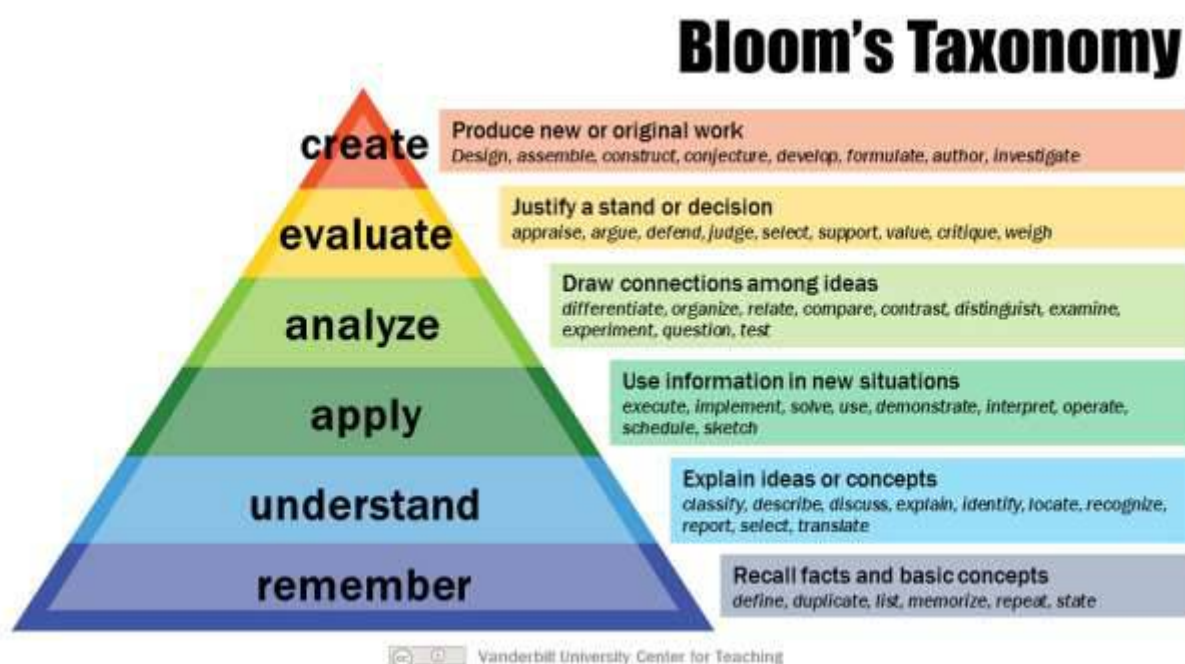 Bloom's Taxonomy
create
Produce new or original work
Design, assemble, construct, conjecture, develop, formulate, author, investigate
evaluate
Justify a stand or decision
appraise, argue, defend, judge, select, support, value, critique, weigh
analyze
Draw connections among ideas
differentiate, organize, relate, compare, contrast, distinguish, examine,
experiment, question, test
apply
Use information in new situations
execute, implement, solve, use, demonstrate, interpret, operate,
schedule, sketch
understand
Explain ideas or concepts
classify, describe, discuss, explain, identify, locate, recognize,
report, select, translate
remember
Recall facts and basic concepts
define, duplicate, list, memorize, repeat, state
cc
Vanderbilt University Center for Teaching